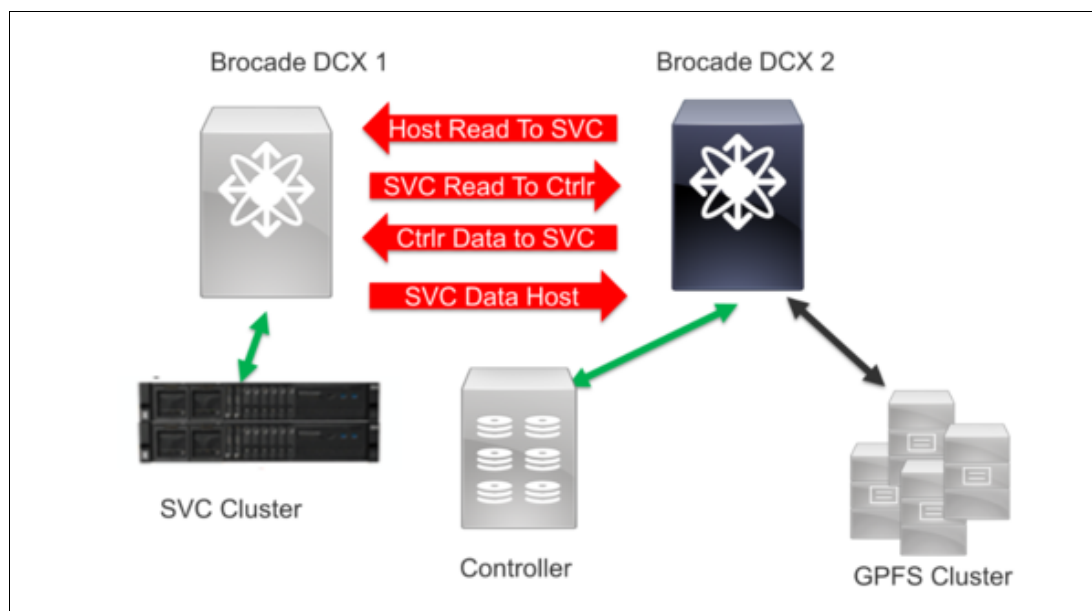 Brocade DCX 1
Brocade DCX 2
Host Read To SVC
SVC Read To Ctrlr
Ctrlr Data to SVC
SVC Data Host
SVC Cluster
Controller
GPFS Cluster